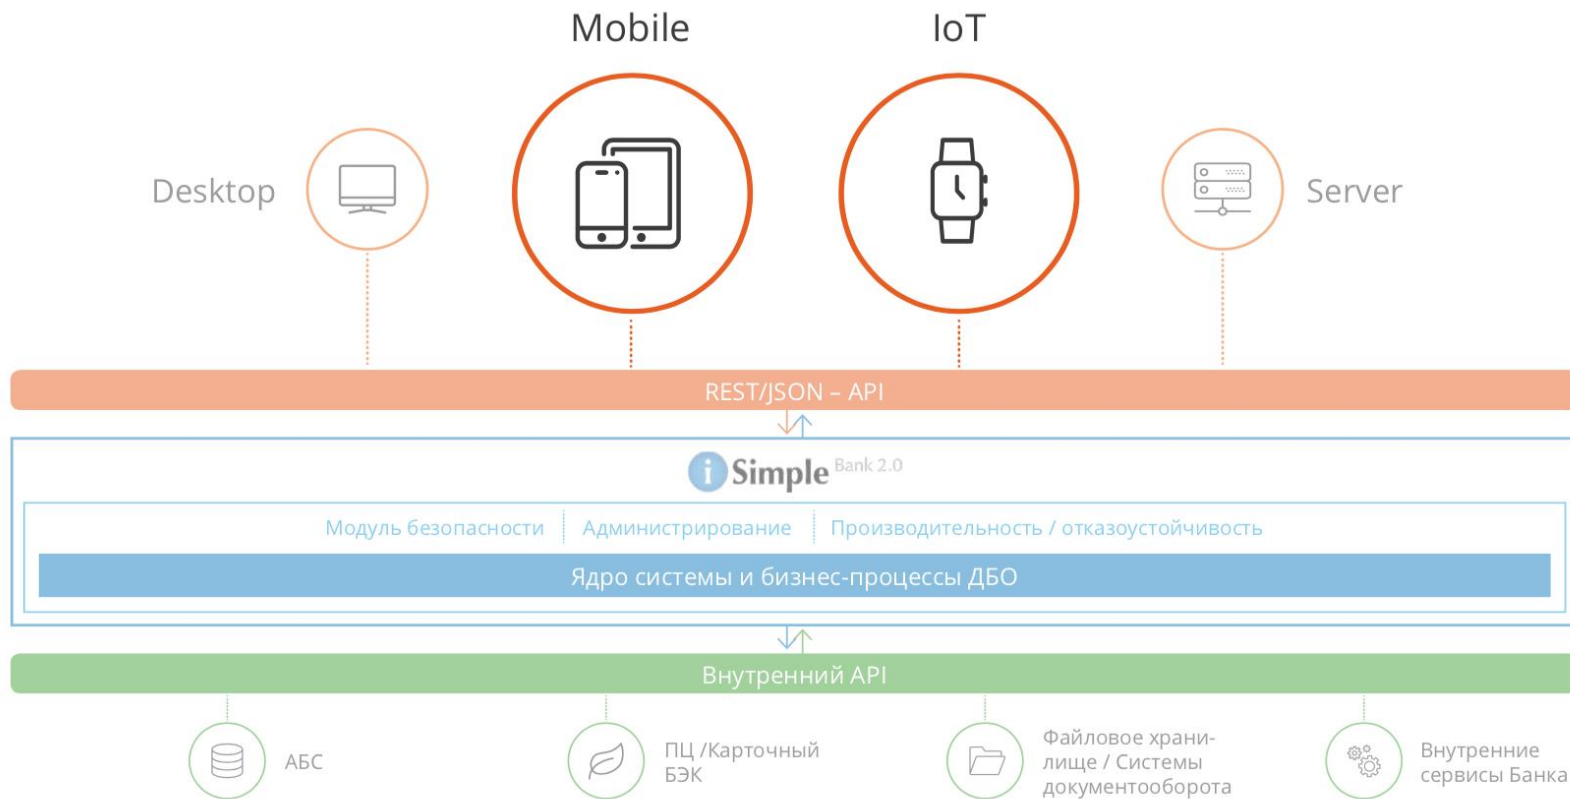 Mobile
IoT
Desktop
Server
REST/JSON – API
i Simple Bank 2.0
Модуль безопасности
Администрирование
Производительность / отказоустойчивость
Ядро системы и бизнес-процессы ДБО
Внутренний API
АБС
ПЦ /Карточный
БЭК
Файловое храни-
лище / Системы
документооборота
Внутренние
сервисы Банка